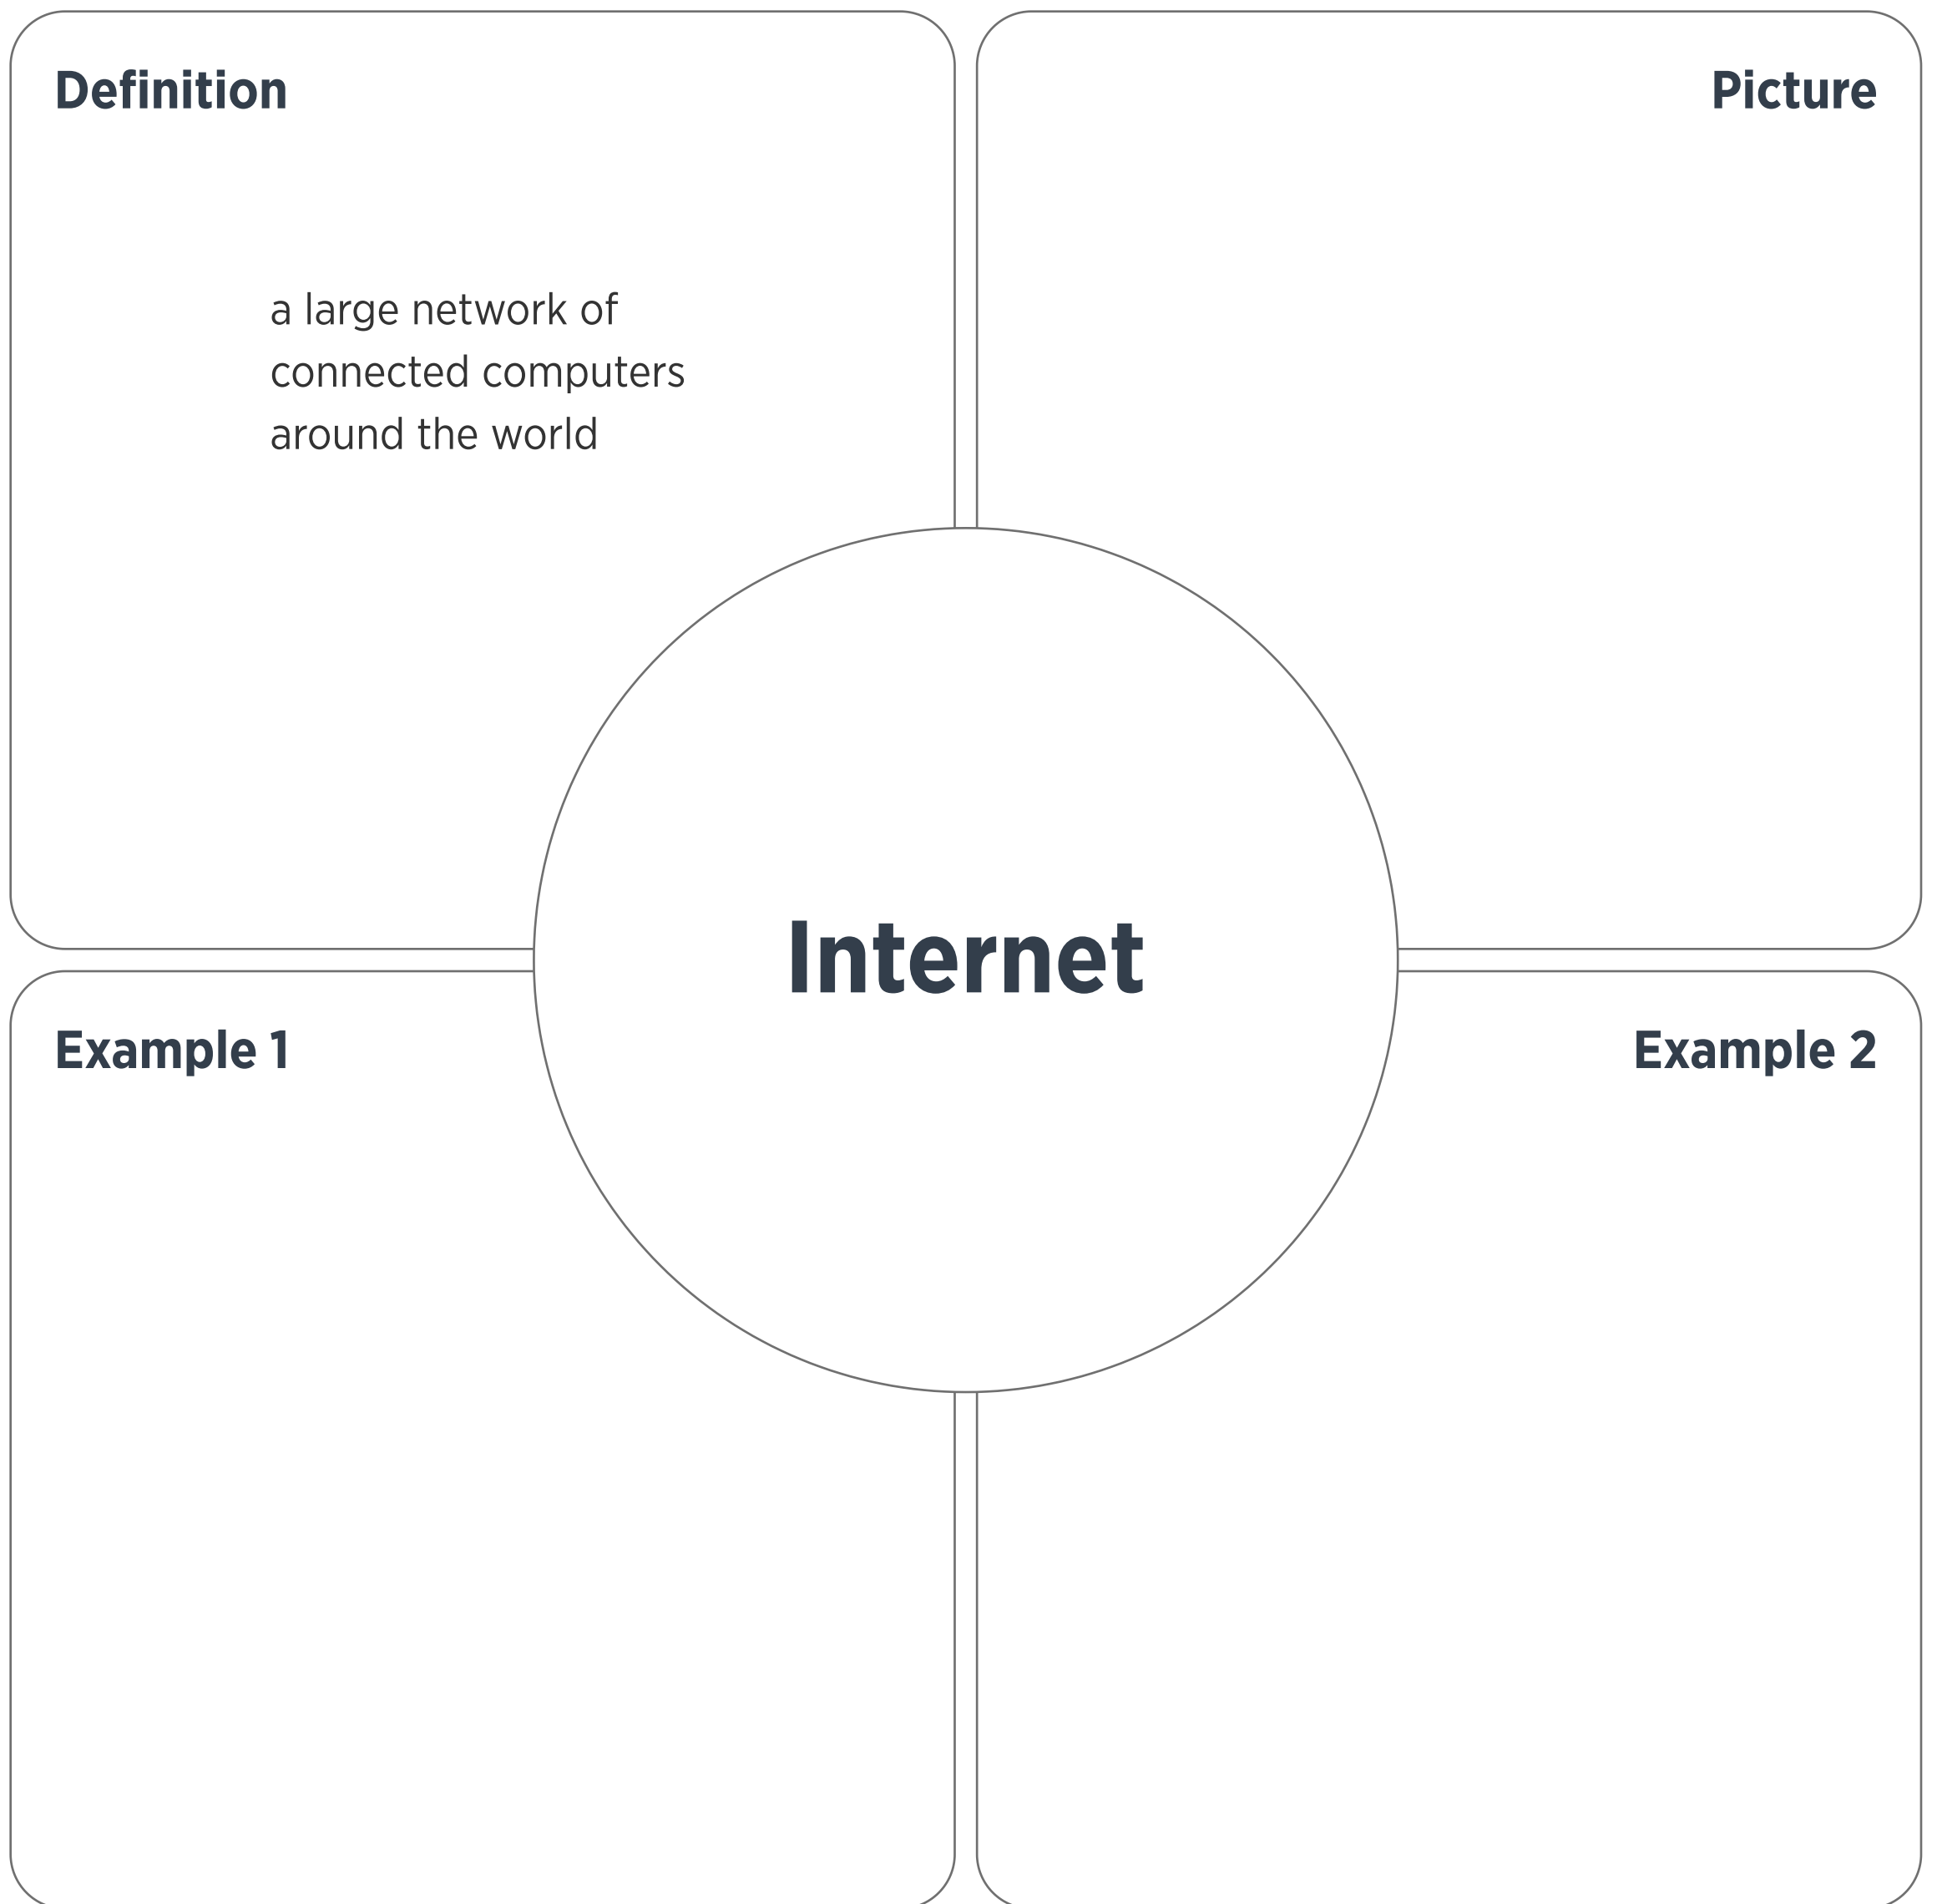 Definition
Picture
a large network of
connected computers
around the world
Internet
Example 1
Example 2